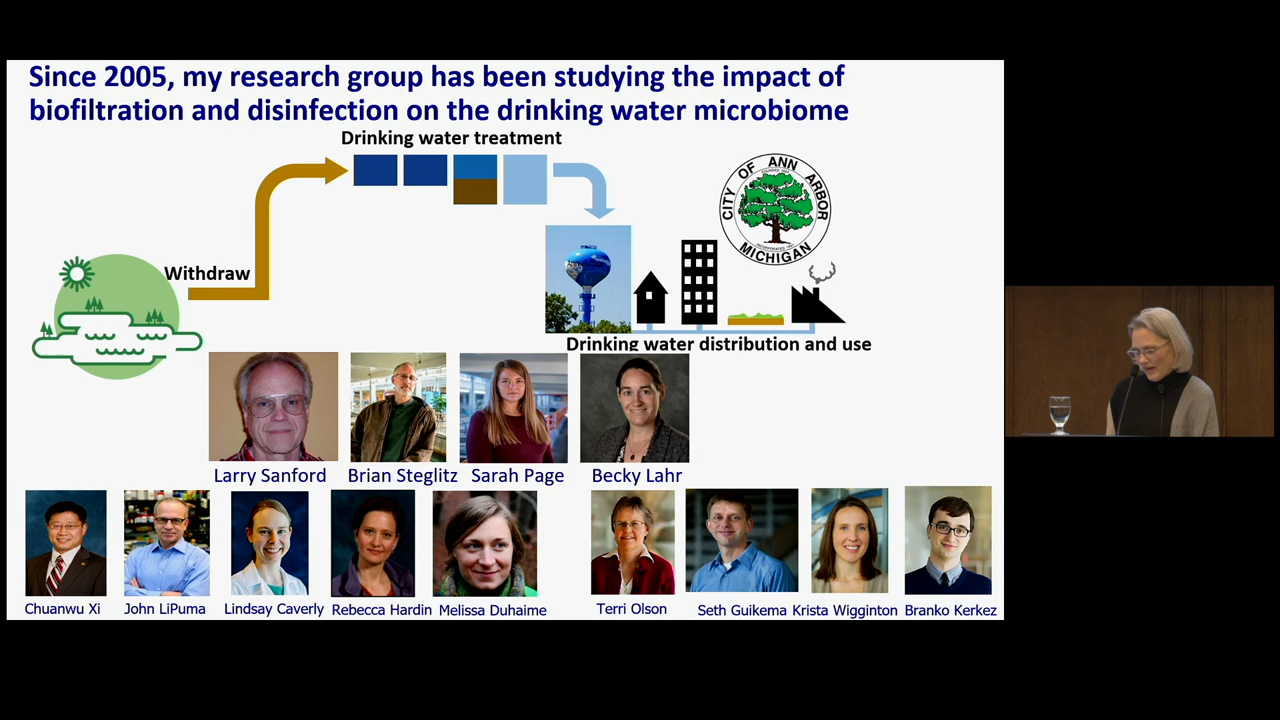 Since 2005, my research group has been studying the impact of
biofiltration and disinfection on the drinking water microbiome
Drinking water treatment
CITY OF ANN ARBOR
MICHIGAN
Withdraw
Drinking water distribution and use
Larry Sanford
Brian Steglitz
Sarah Page
Becky Lahr
Chuanwu Xi
John LiPuma
Lindsay Caverly
Rebecca Hardin
Melissa Duhaime
Terri Olson
Seth Guikema
Krista Wigginton
Branko Kerkez